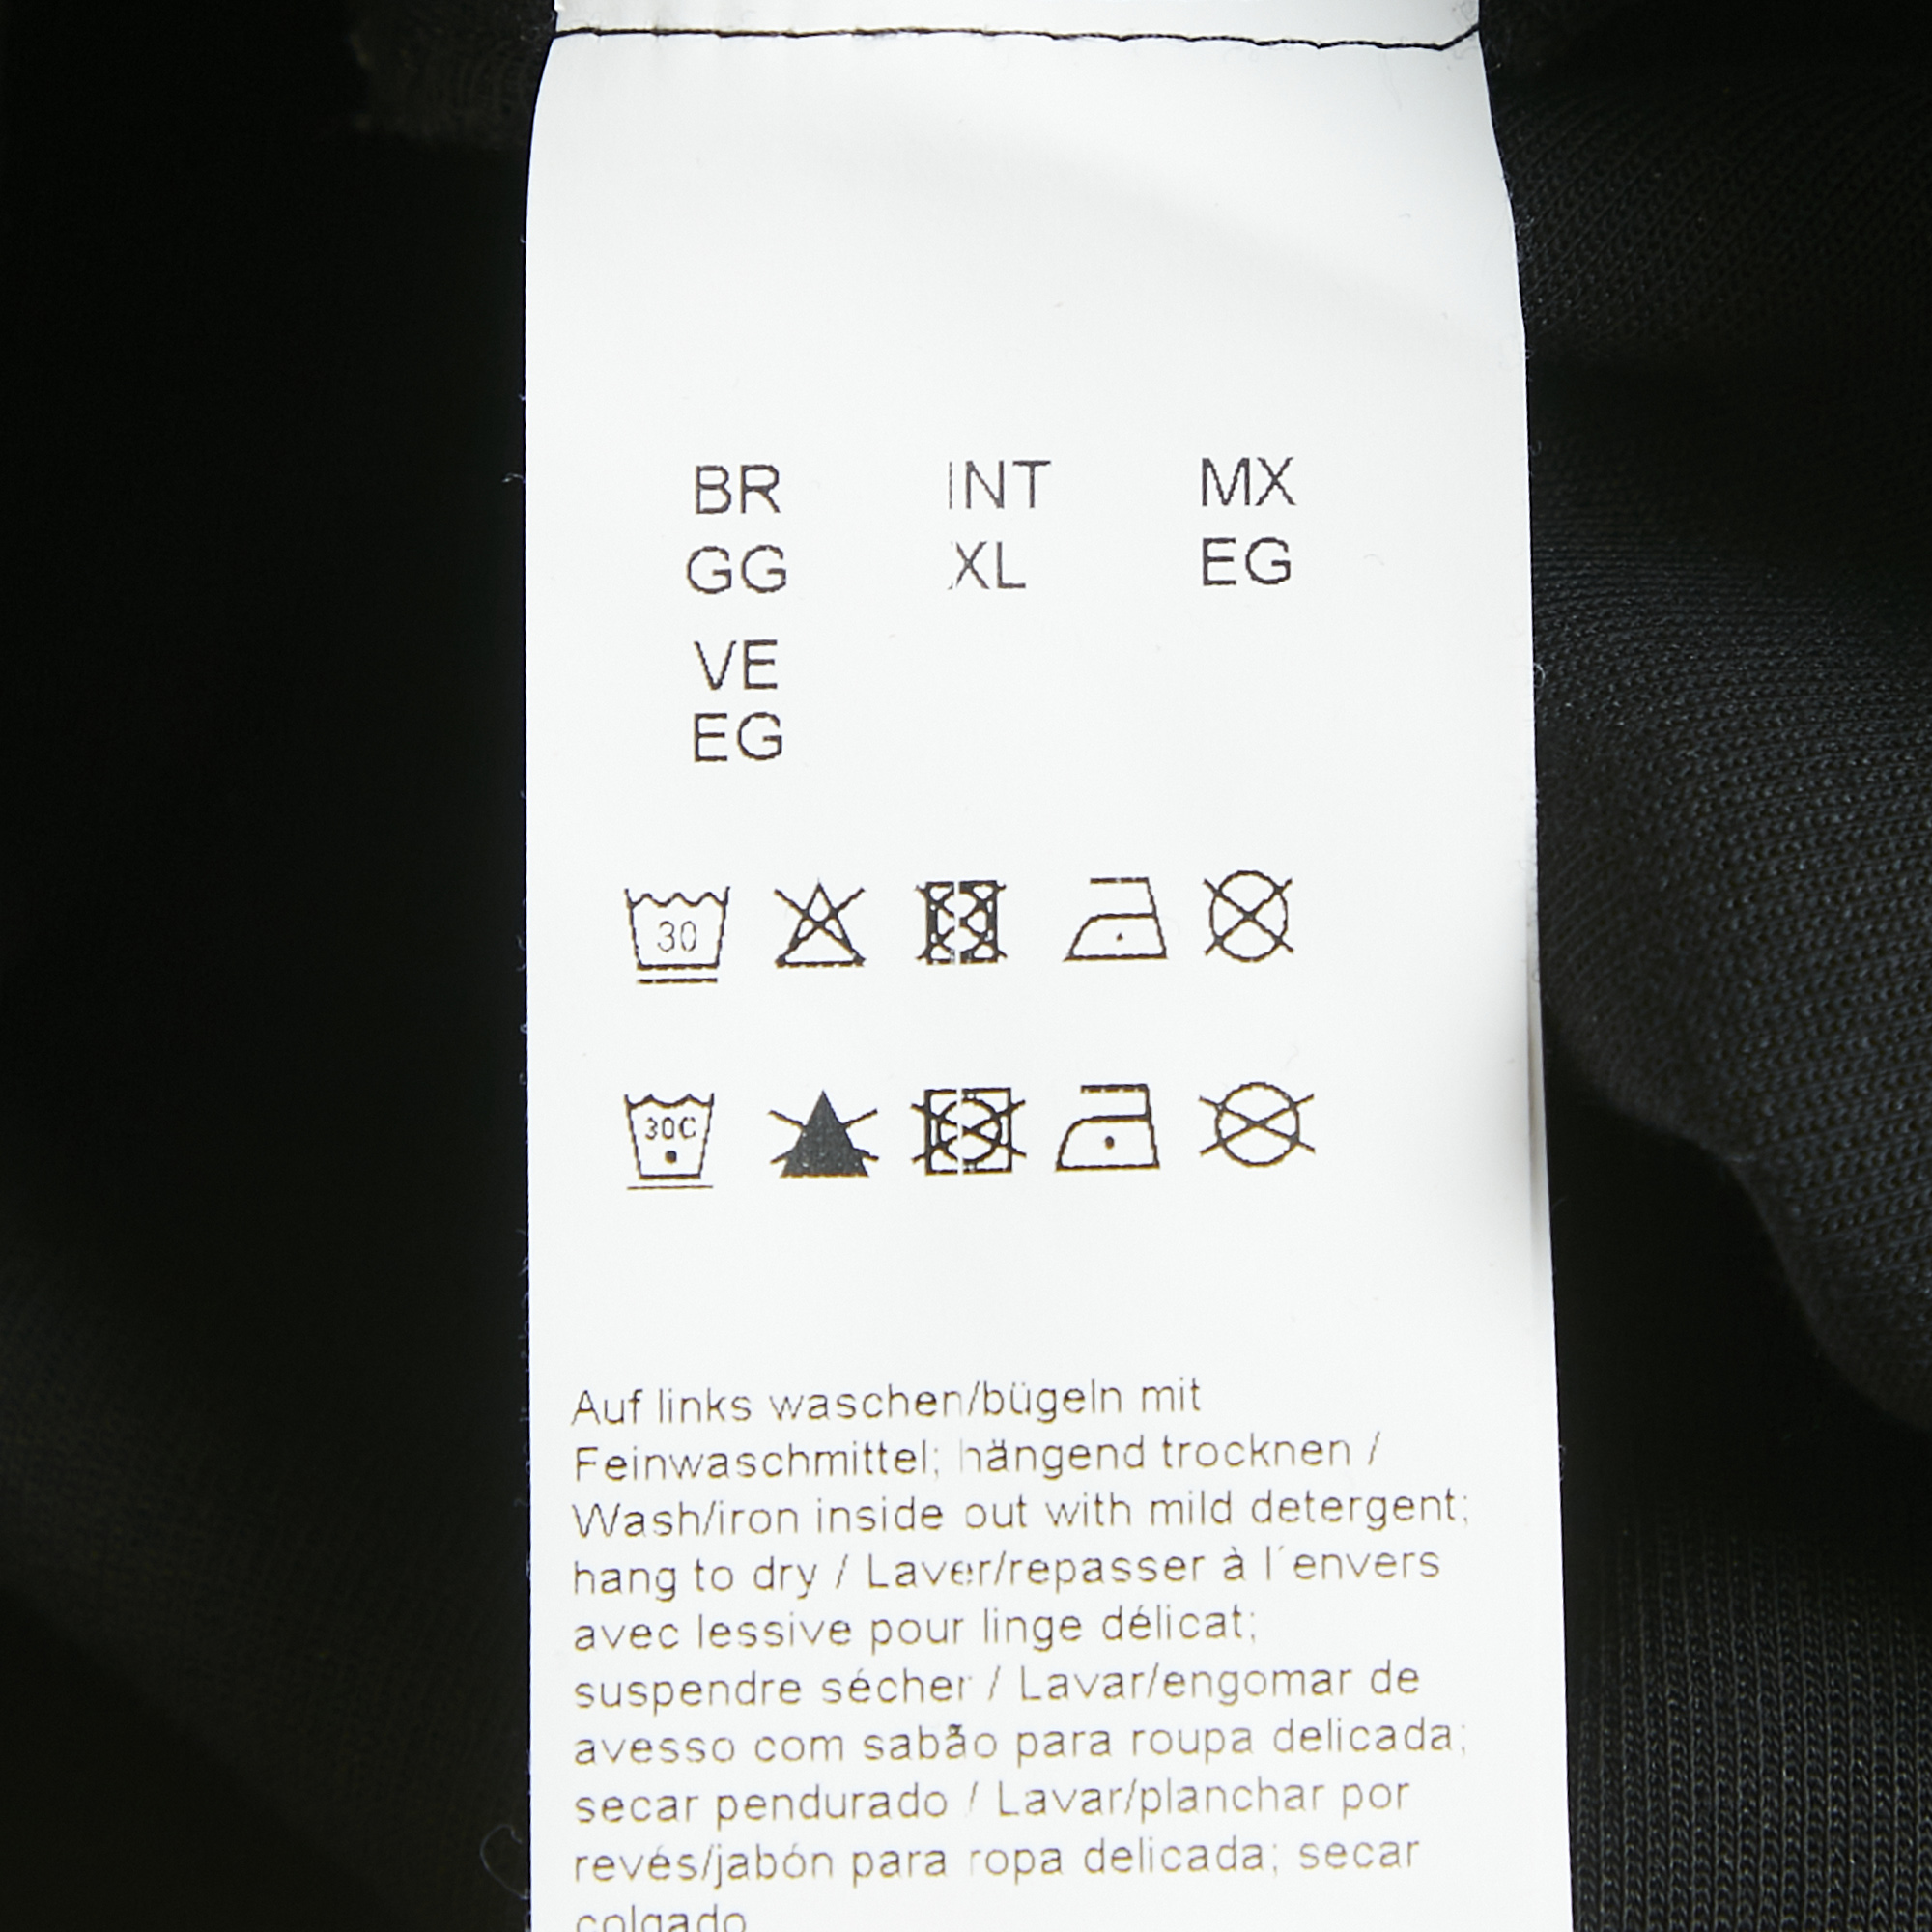 BR INT MX
GG XL EG
VE
EG
30
30C
Auf links waschen/bügeln mit
Feinwaschmittel; hängend trocknen /
Wash/iron inside out with mild detergent;
hang to dry / Laver/repasser à l´envers
avec lessive pour linge délicat;
suspendre sécher / Lavar/engomar de
avesso com sabão para roupa delicada;
secar pendurado / Lavar/planchar por
revés/jabón para ropa delicada; secar
colgado